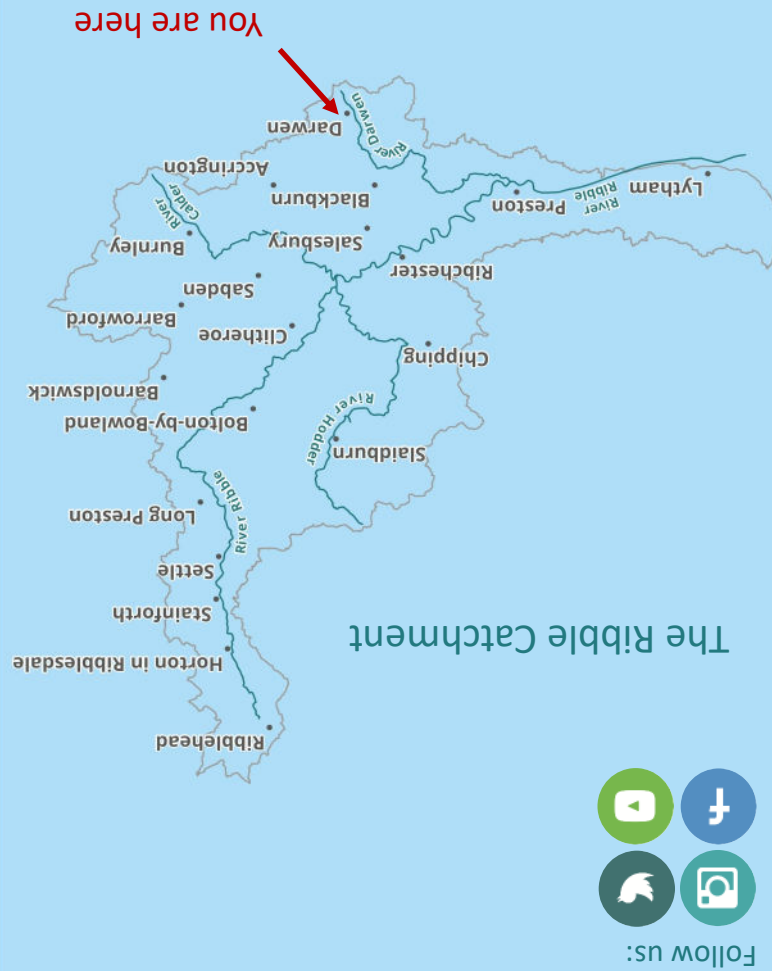 Follow us:
The Ribble Catchment
Ribblehead
Horton in Ribblesdale
Stainforth
Settle
Long Preston
River Ribble
Slaidburn
River Hodder
Bolton-by-Bowland
Barnoldswick
Chipping
Clitheroe
Barrowford
Sabden
Ribchester
Salesbury
Burnley
River
Calder
Lytham
River
Ribble
Preston
Blackburn
Accrington
River Darwen
Darwen
You are here